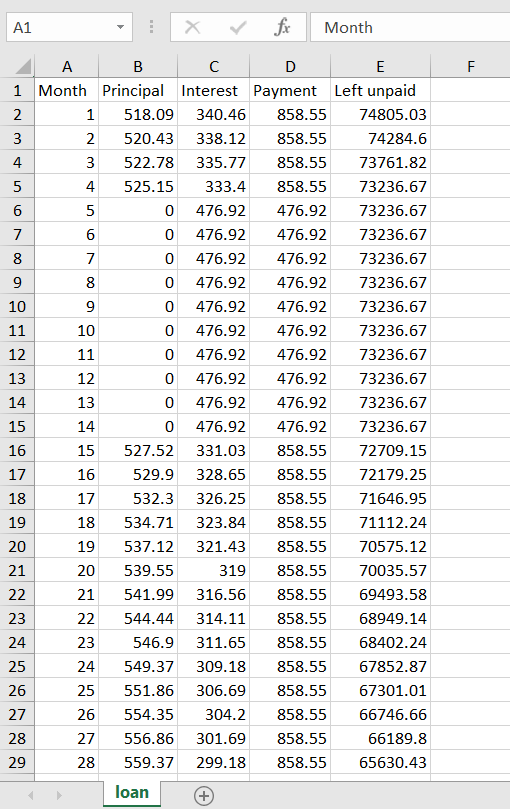 A1 fx Month
A B C D E F
1 Month Principal Interest Payment Left unpaid
2 1 518.09 340.46 858.55 74805.03
3 2 520.43 338.12 858.55 74284.6
4 3 522.78 335.77 858.55 73761.82
5 4 525.15 333.4 858.55 73236.67
6 5 0 476.92 476.92 73236.67
7 6 0 476.92 476.92 73236.67
8 7 0 476.92 476.92 73236.67
9 8 0 476.92 476.92 73236.67
10 9 0 476.92 476.92 73236.67
11 10 0 476.92 476.92 73236.67
12 11 0 476.92 476.92 73236.67
13 12 0 476.92 476.92 73236.67
14 13 0 476.92 476.92 73236.67
15 14 0 476.92 476.92 73236.67
16 15 527.52 331.03 858.55 72709.15
17 16 529.9 328.65 858.55 72179.25
18 17 532.3 326.25 858.55 71646.95
19 18 534.71 323.84 858.55 71112.24
20 19 537.12 321.43 858.55 70575.12
21 20 539.55 319 858.55 70035.57
22 21 541.99 316.56 858.55 69493.58
23 22 544.44 314.11 858.55 68949.14
24 23 546.9 311.65 858.55 68402.24
25 24 549.37 309.18 858.55 67852.87
26 25 551.86 306.69 858.55 67301.01
27 26 554.35 304.2 858.55 66746.66
28 27 556.86 301.69 858.55 66189.8
29 28 559.37 299.18 858.55 65630.43
loan